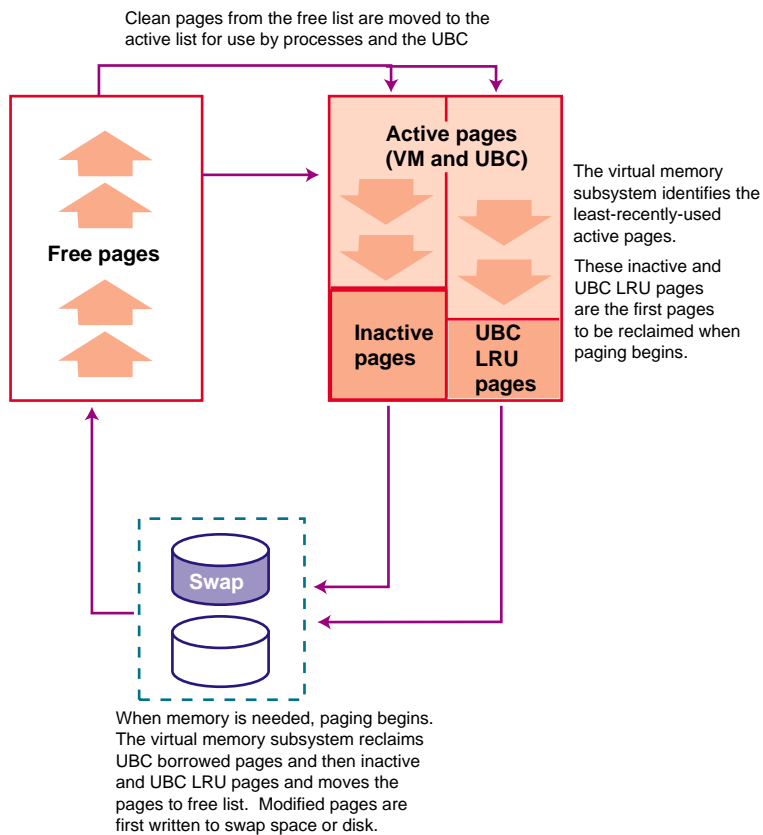 Clean pages from the free list are moved to the
active list for use by processes and the UBC
Free pages
Active pages
(VM and UBC)
Inactive
pages
UBC
LRU
pages
The virtual memory
subsystem identifies the
least-recently-used
active pages.
These inactive and
UBC LRU pages
are the first pages
to be reclaimed when
paging begins.
Swap
When memory is needed, paging begins.
The virtual memory subsystem reclaims
UBC borrowed pages and then inactive
and UBC LRU pages and moves the
pages to free list. Modified pages are
first written to swap space or disk.